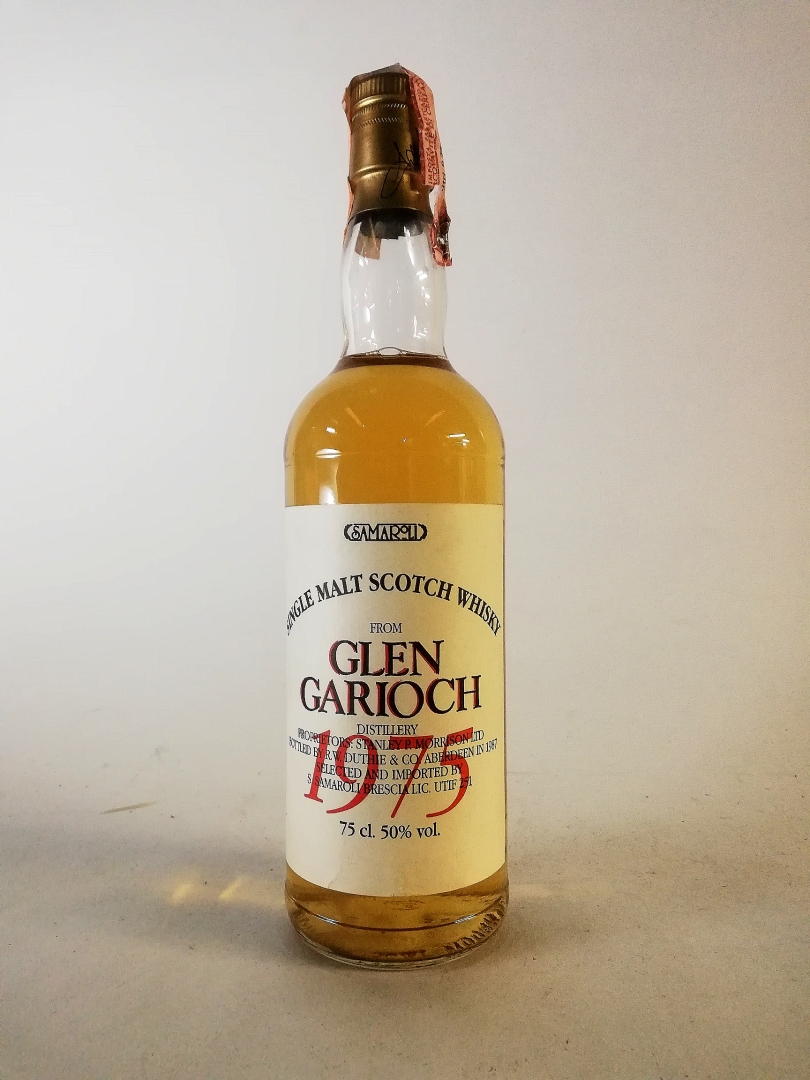 SAMAROLI
SINGLE MALT SCOTCH WHISKY
FROM
GLEN
GARIOCH
DISTILLERY
1975
PROPRIETORS: STANLEY P. MORRISON LTD
BOTTLED BY R.W. DUTHIE & CO. ABERDEEN IN 1987
SELECTED AND IMPORTED BY
S. SAMAROLI BRESCIA LIC. UTIF 251
75 cl. 50% vol.